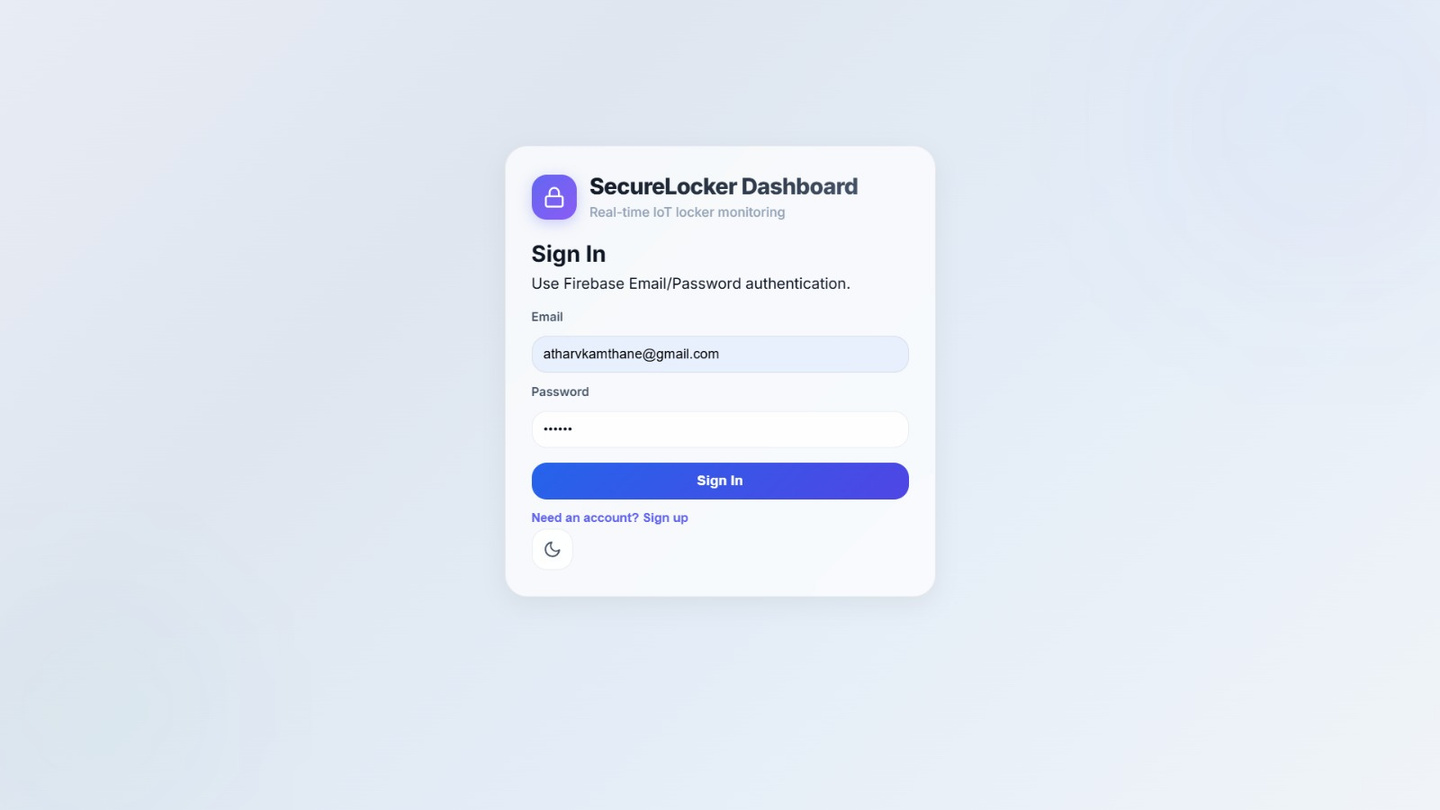 SecureLocker Dashboard
Real-time IoT locker monitoring
Sign In
Use Firebase Email/Password authentication.
Email
atharvkamthane@gmail.com
Password
••••••
Sign In
Need an account? Sign up